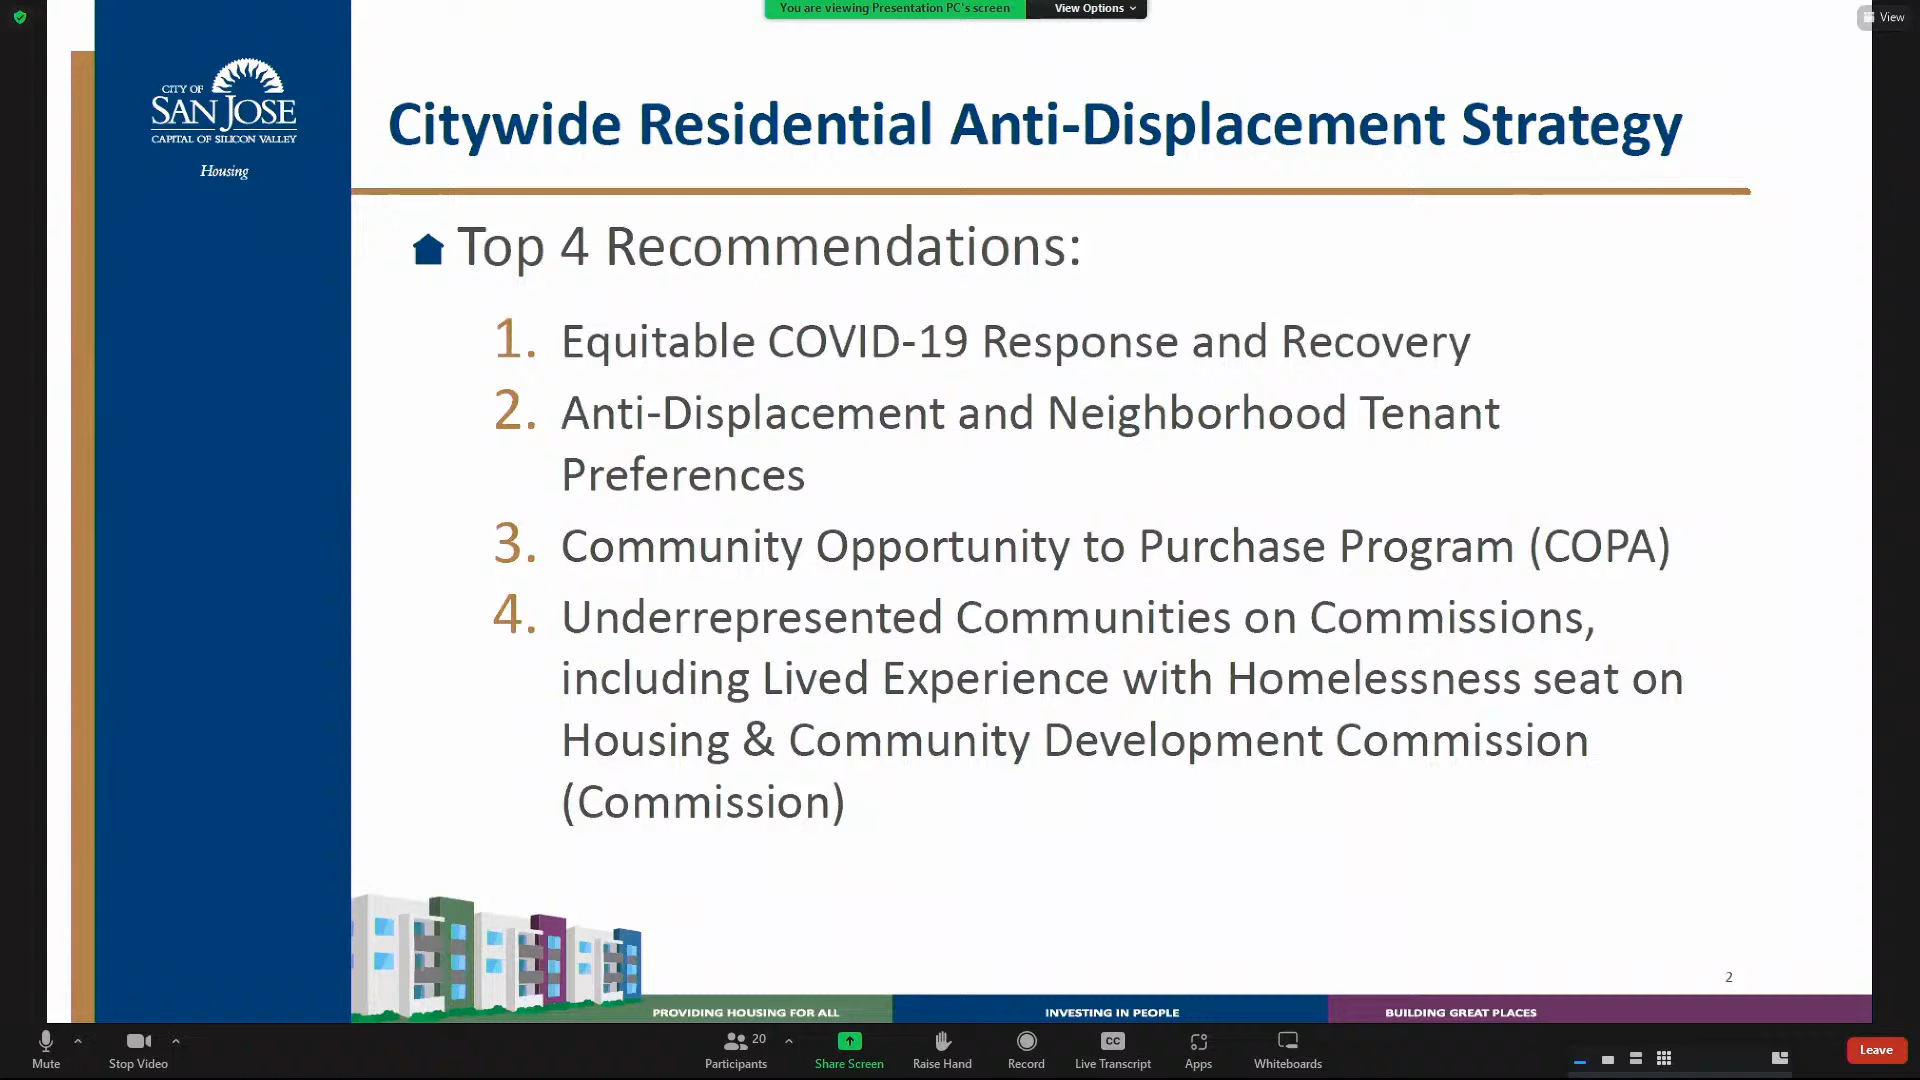 You are viewing Presentation PC's screen
View Options
View
CITY OF
SAN JOSE
CAPITAL OF SILICON VALLEY
Housing
Citywide Residential Anti-Displacement Strategy
Top 4 Recommendations:
1. Equitable COVID-19 Response and Recovery
2. Anti-Displacement and Neighborhood Tenant
Preferences
3. Community Opportunity to Purchase Program (COPA)
4. Underrepresented Communities on Commissions,
including Lived Experience with Homelessness seat on
Housing & Community Development Commission
(Commission)
2
PROVIDING HOUSING FOR ALL
INVESTING IN PEOPLE
BUILDING GREAT PLACES
Mute
Stop Video
20
Participants
Share Screen
Raise Hand
Record
CC
Live Transcript
Apps
Whiteboards
Leave